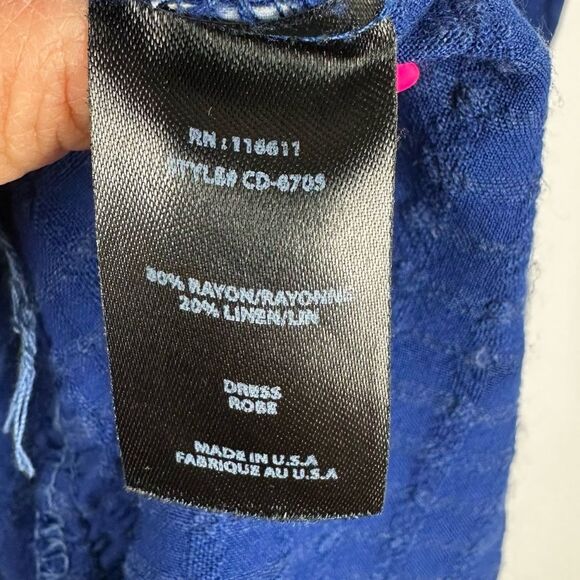 RN: 116611
STYLE# CD-6705
80% RAYON/RAYONNE
20% LINEN/LIN
DRESS
ROBE
MADE IN U.S.A
FABRIQUE AU U.S.A